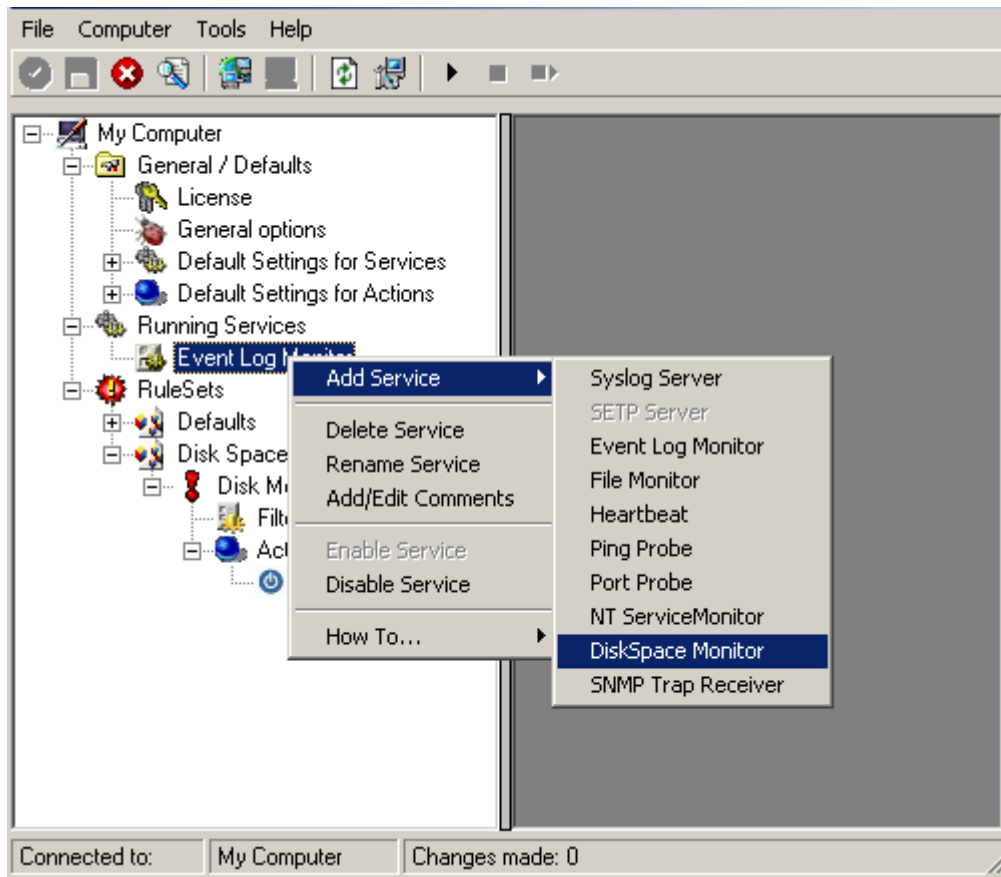 File Computer Tools Help
My Computer
General / Defaults
License
General options
Default Settings for Services
Default Settings for Actions
Running Services
Event Log
RuleSets
Defaults
Disk Space
Disk
Add Service
Delete Service
Rename Service
Add/Edit Comments
Enable Service
Disable Service
How To...
Syslog Server
SETP Server
Event Log Monitor
File Monitor
Heartbeat
Ping Probe
Port Probe
NT ServiceMonitor
DiskSpace Monitor
SNMP Trap Receiver
Connected to: My Computer Changes made: 0